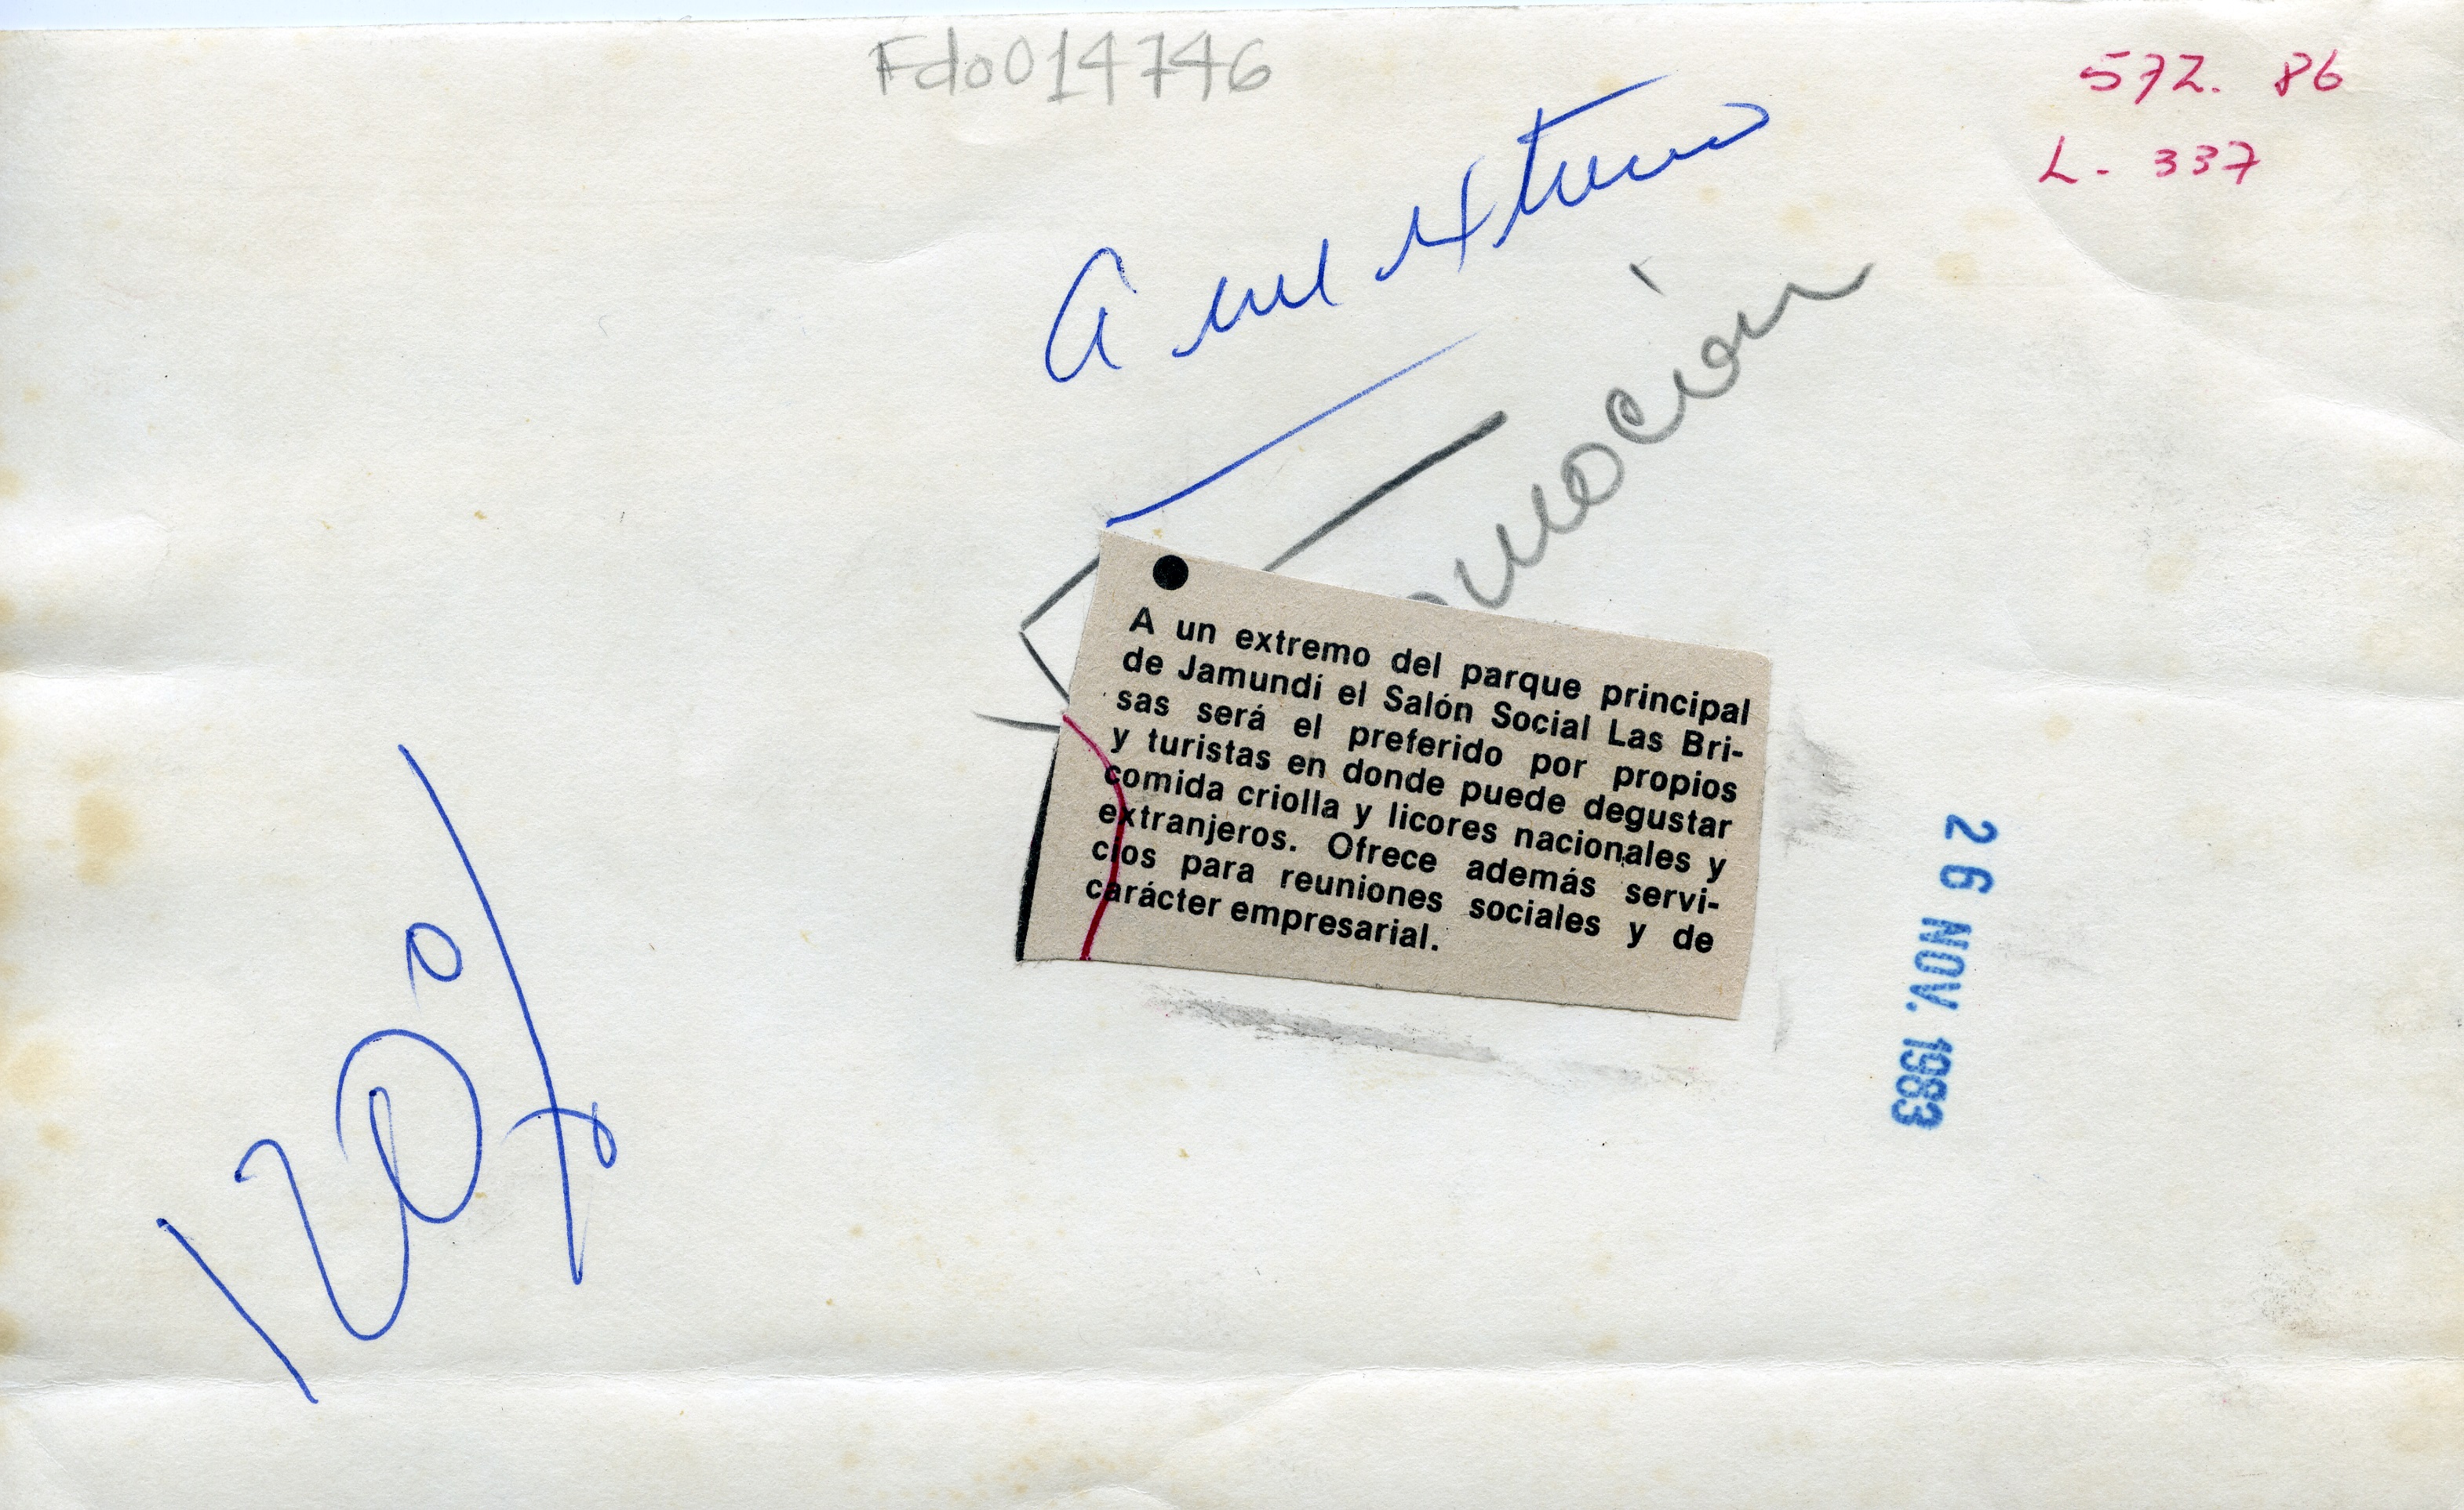 Fdo014746
572. 86
L. 337
A un extremo
A un extremo del parque principal
de Jamundí el Salón Social Las Bri-
sas será el preferido por propios
y turistas en donde puede degustar
comida criolla y licores nacionales y
extranjeros. Ofrece además servi-
cios para reuniones sociales y de
carácter empresarial.
26 NOV. 1983